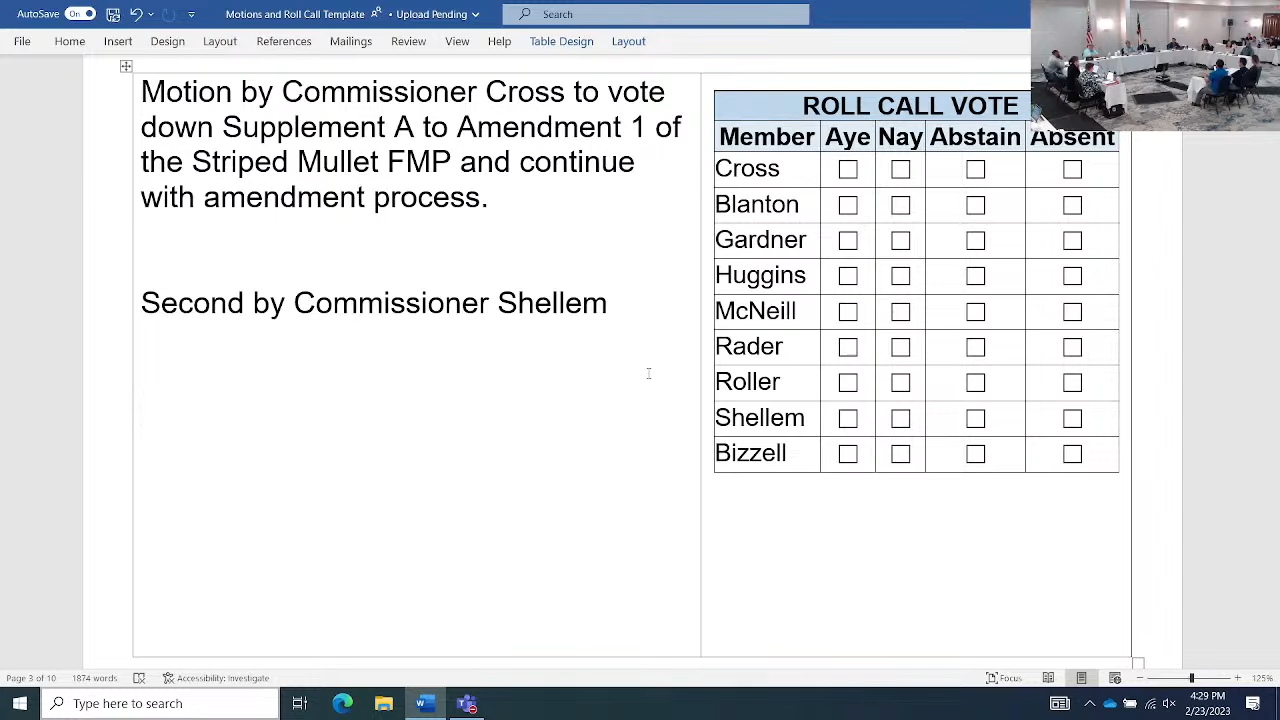 AutoSave On Motion and Roll Call Template • Upload Pending Search
File Home Insert Design Layout References Mailings Review View Help Table Design Layout
Motion by Commissioner Cross to vote
down Supplement A to Amendment 1 of
the Striped Mullet FMP and continue
with amendment process.
Second by Commissioner Shellem
ROLL CALL VOTE
Member Aye Nay Abstain Absent
Cross
Blanton
Gardner
Huggins
McNeill
Rader
Roller
Shellem
Bizzell
Page 3 of 10 1874 words Accessibility: Investigate Focus 125%
Type here to search
4:29 PM
2/23/2023